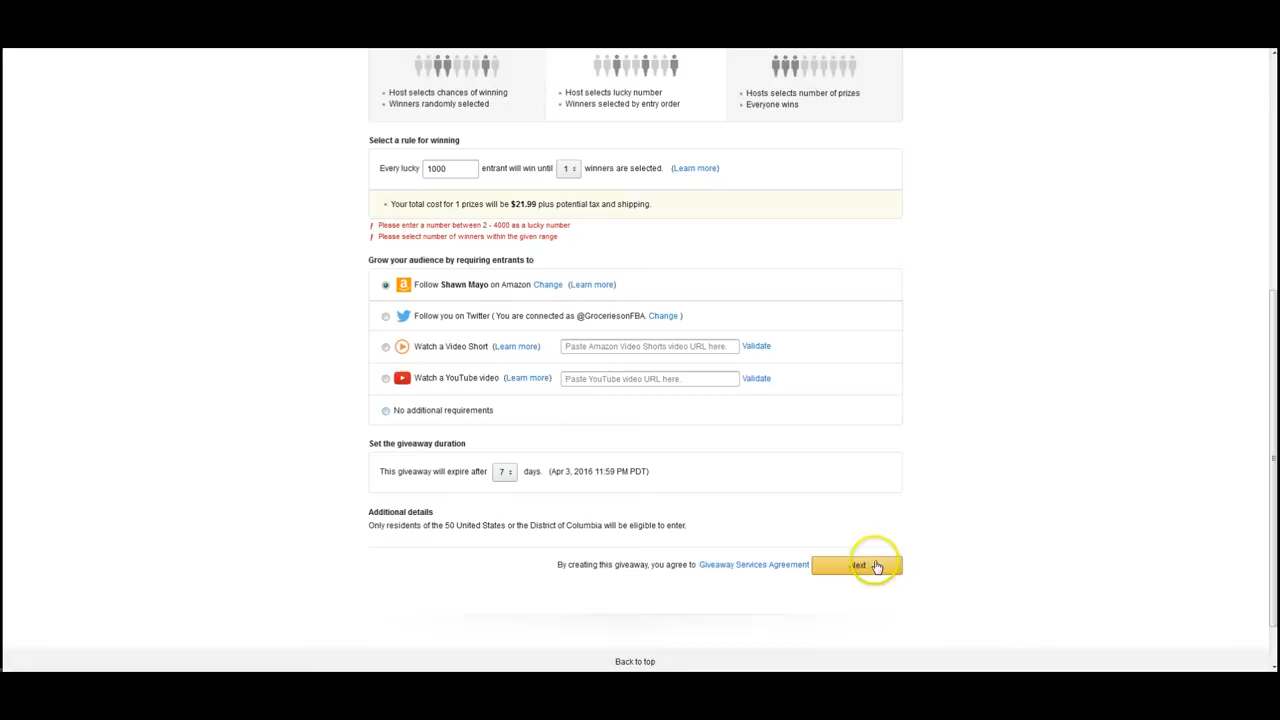 Host selects chances of winning
Winners randomly selected
Host selects lucky number
Winners selected by entry order
Hosts selects number of prizes
Everyone wins
Select a rule for winning
Every lucky 1000 entrant will win until 1 winners are selected. (Learn more)
Your total cost for 1 prizes will be $21.99 plus potential tax and shipping.
Please enter a number between 2 - 4000 as a lucky number
Please select number of winners within the given range
Grow your audience by requiring entrants to
Follow Shawn Mayo on Amazon Change (Learn more)
Follow you on Twitter ( You are connected as @GroceriesonFBA. Change )
Watch a Video Short (Learn more) Paste Amazon Video Shorts video URL here. Validate
Watch a YouTube video (Learn more) Paste YouTube video URL here. Validate
No additional requirements
Set the giveaway duration
This giveaway will expire after 7 days. (Apr 3, 2016 11:59 PM PDT)
Additional details
Only residents of the 50 United States or the District of Columbia will be eligible to enter.
By creating this giveaway, you agree to Giveaway Services Agreement Next
Back to top